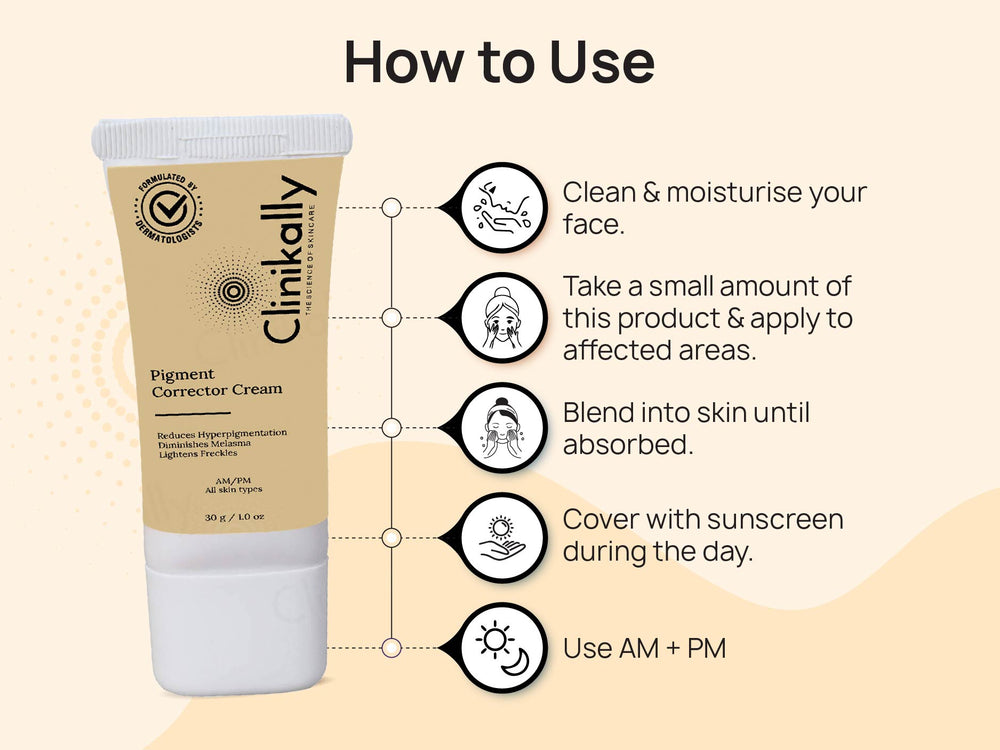 How to Use
FORMULATED BY
DERMATOLOGISTS
Clinikally
THE SCIENCE OF SKINCARE
Pigment
Corrector Cream
Reduces Hyperpigmentation
Diminishes Melasma
Lightens Freckles
AM/PM
All skin types
30 g / 1.0 oz
Clean & moisturise your
face.
Take a small amount of
this product & apply to
affected areas.
Blend into skin until
absorbed.
Cover with sunscreen
during the day.
Use AM + PM